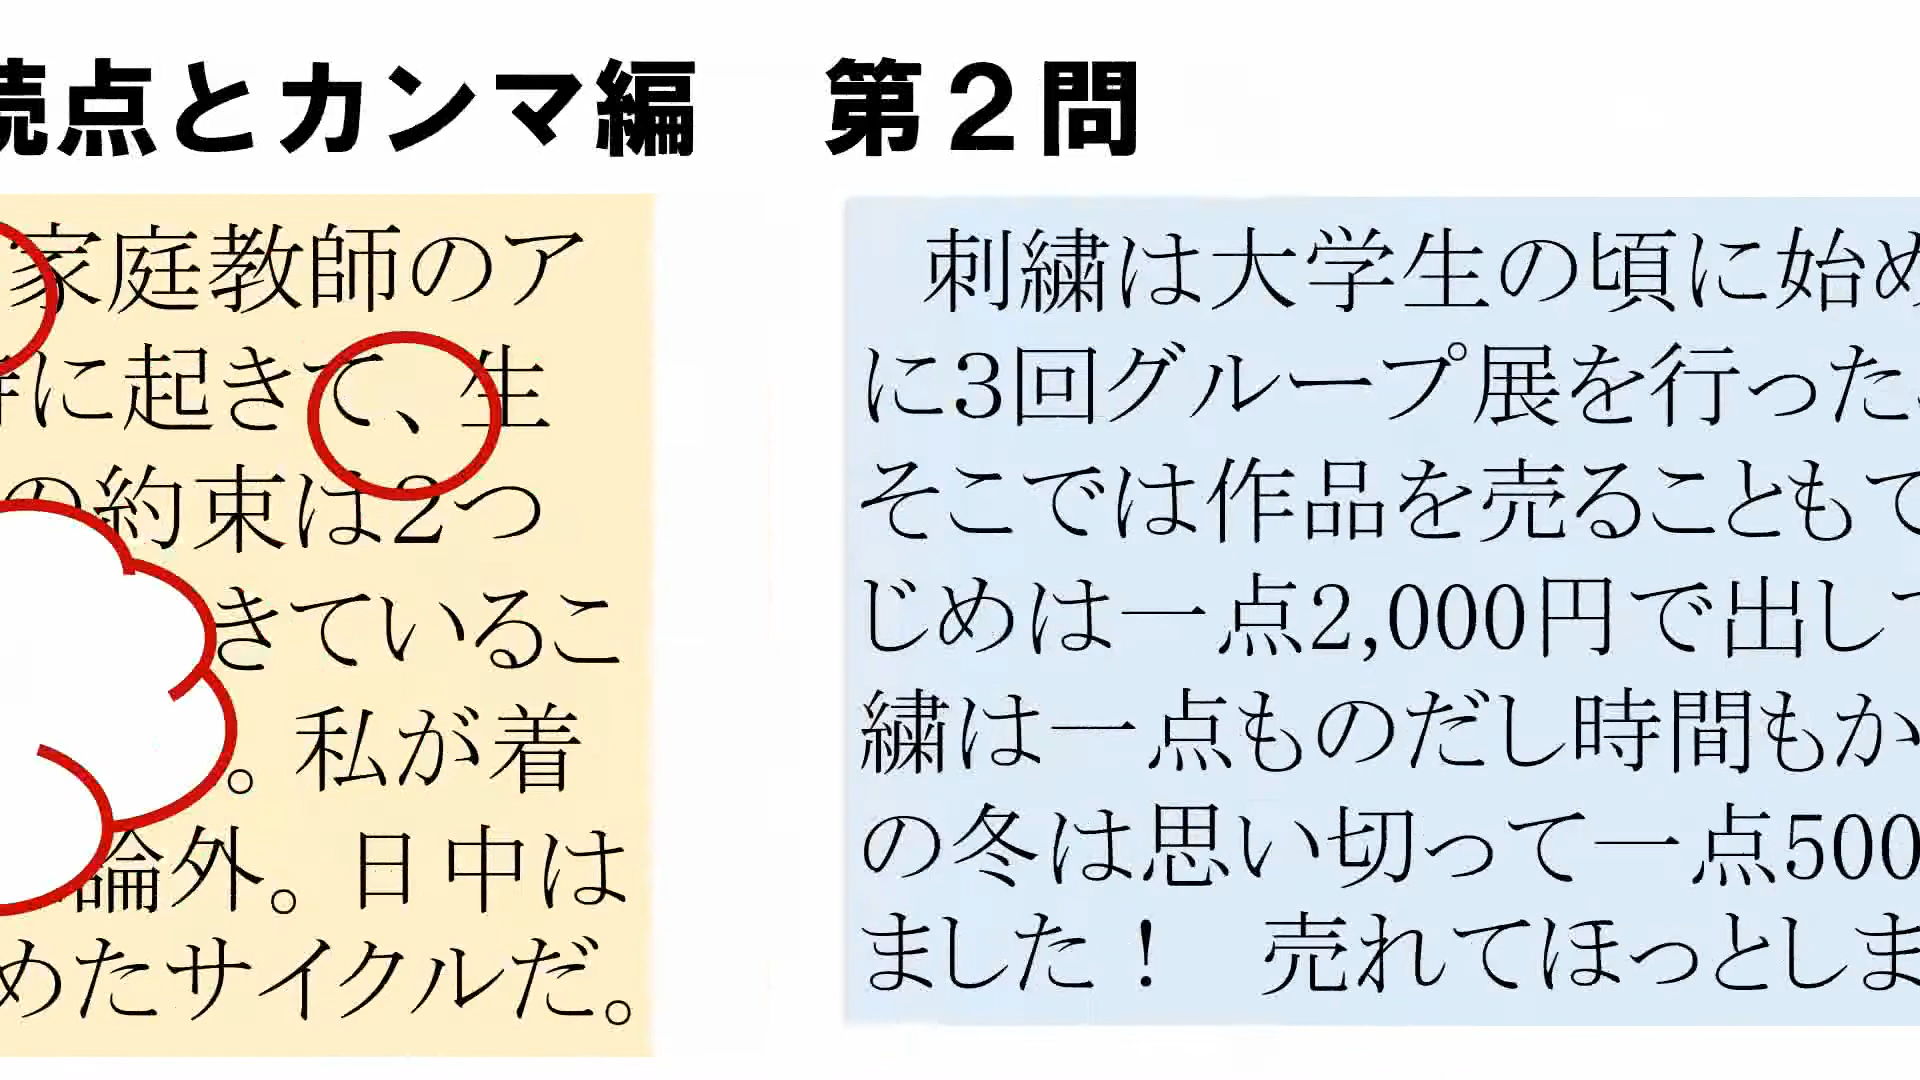 読点とカンマ編　第２問
家庭教師のア
時に起きて、生
の約束は２つ
きているこ
。私が着
論外。日中は
めたサイクルだ。
刺繍は大学生の頃に始め
に３回グループ展を行った
そこでは作品を売ることもで
じめは一点2,000円で出して
繍は一点ものだし時間もか
の冬は思い切って一点500
ました！　売れてほっとしま